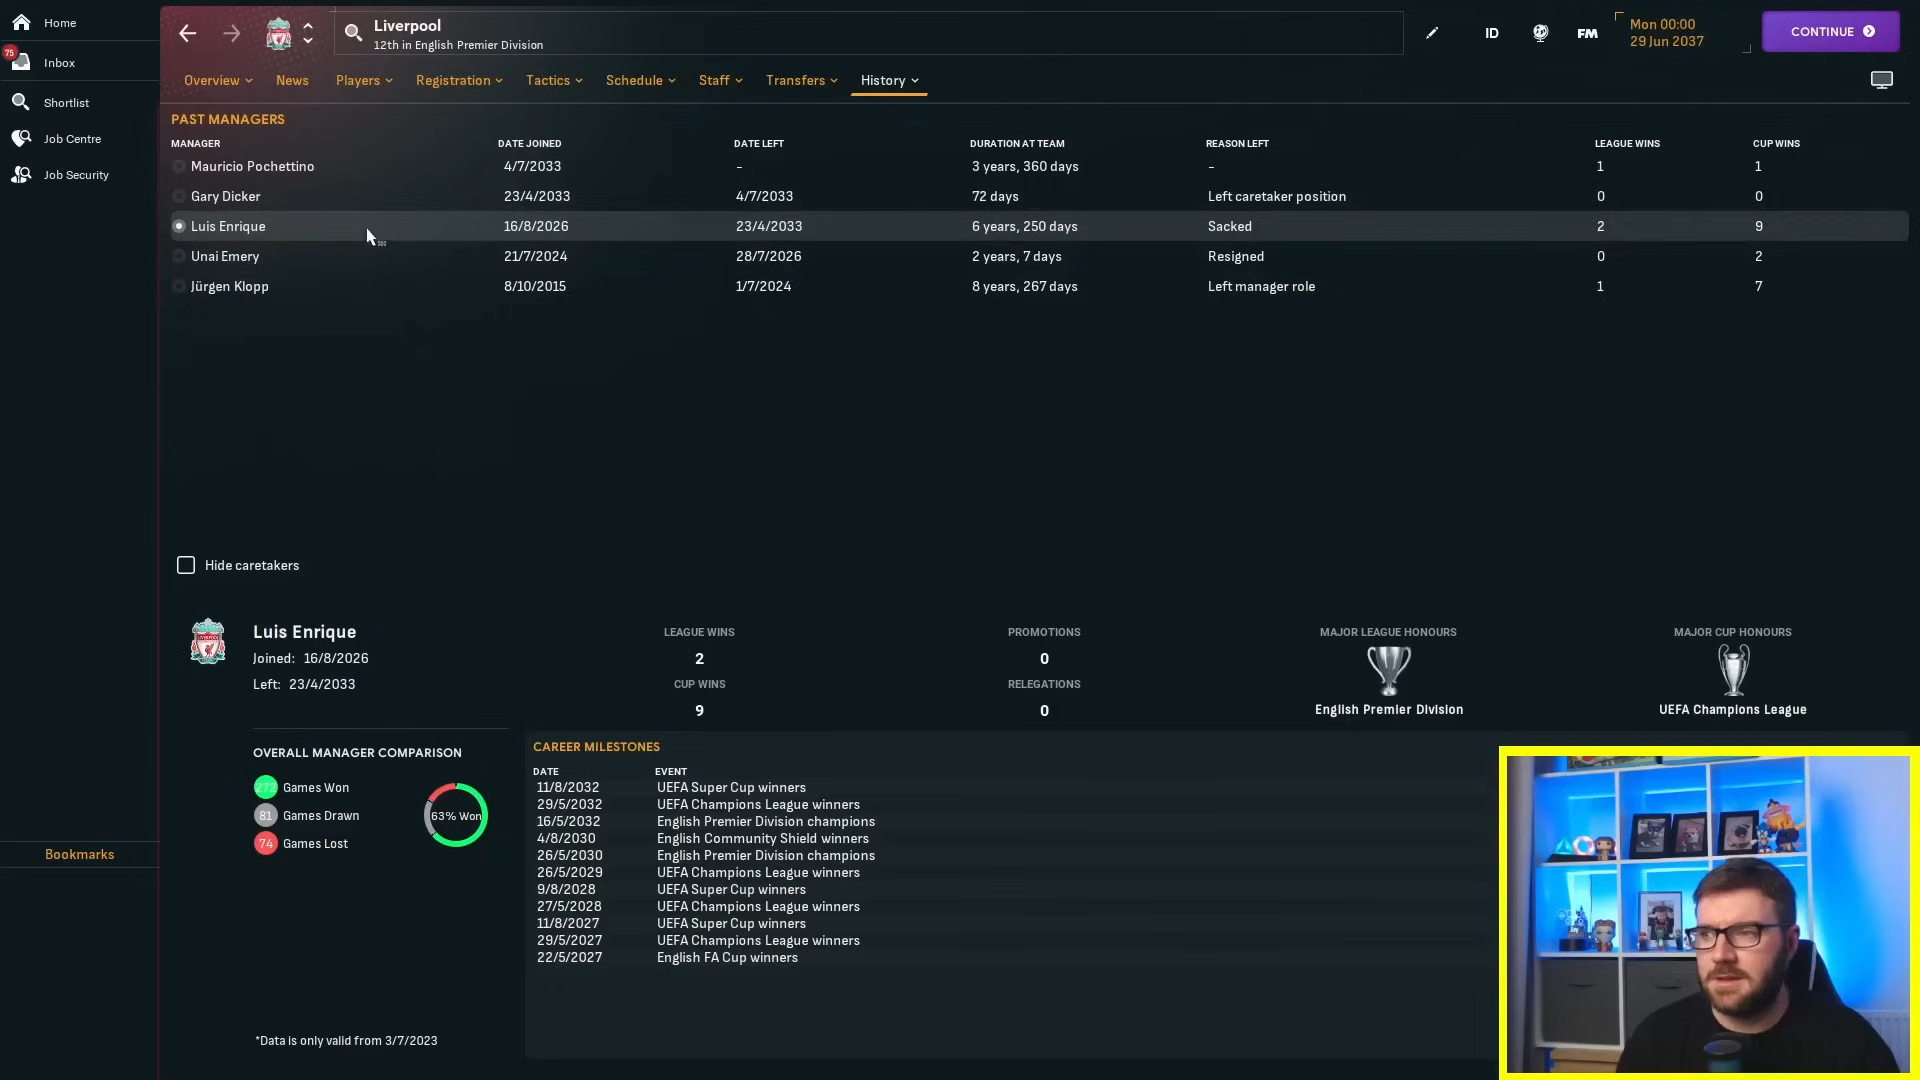 Home
75
Inbox
Shortlist
Job Centre
Job Security
Bookmarks
Liverpool
12th in English Premier Division
ID
FM
Mon 00:00
29 Jun 2037
CONTINUE
Overview News Players Registration Tactics Schedule Staff Transfers History
PAST MANAGERS
MANAGER DATE JOINED DATE LEFT DURATION AT TEAM REASON LEFT LEAGUE WINS CUP WINS
Mauricio Pochettino 4/7/2033 - 3 years, 360 days - 1 1
Gary Dicker 23/4/2033 4/7/2033 72 days Left caretaker position 0 0
Luis Enrique 16/8/2026 23/4/2033 6 years, 250 days Sacked 2 9
Unai Emery 21/7/2024 28/7/2026 2 years, 7 days Resigned 0 2
Jürgen Klopp 8/10/2015 1/7/2024 8 years, 267 days Left manager role 1 7
Hide caretakers
Luis Enrique
Joined: 16/8/2026
Left: 23/4/2033
LEAGUE WINS
2
CUP WINS
9
PROMOTIONS
0
RELEGATIONS
0
MAJOR LEAGUE HONOURS
English Premier Division
MAJOR CUP HONOURS
UEFA Champions League
OVERALL MANAGER COMPARISON
272 Games Won
81 Games Drawn
74 Games Lost
63% Won
*Data is only valid from 3/7/2023
CAREER MILESTONES
DATE EVENT
11/8/2032 UEFA Super Cup winners
29/5/2032 UEFA Champions League winners
16/5/2032 English Premier Division champions
4/8/2030 English Community Shield winners
26/5/2030 English Premier Division champions
26/5/2029 UEFA Champions League winners
9/8/2028 UEFA Super Cup winners
27/5/2028 UEFA Champions League winners
11/8/2027 UEFA Super Cup winners
29/5/2027 UEFA Champions League winners
22/5/2027 English FA Cup winners